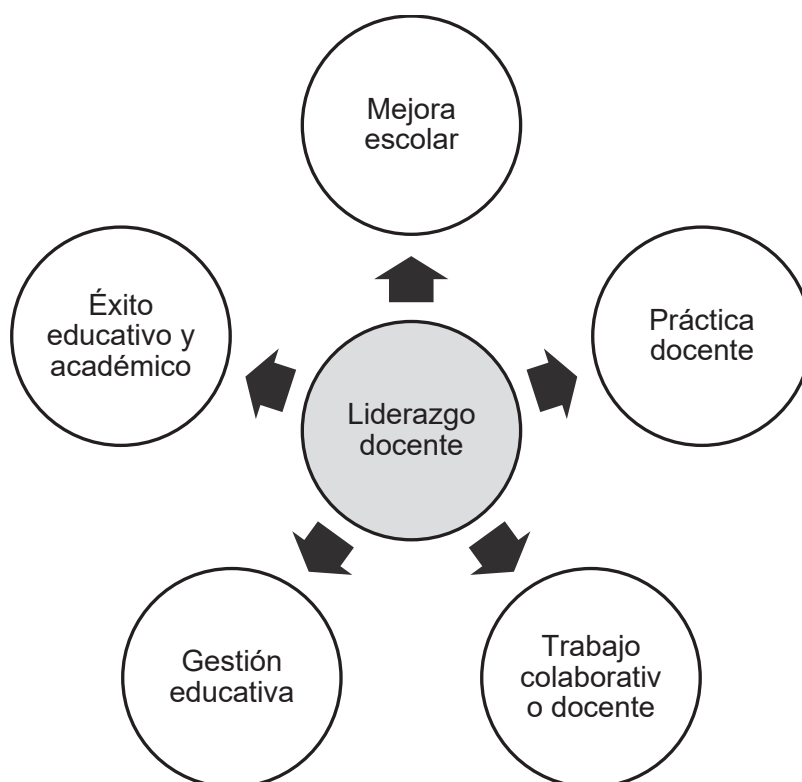 Mejora
escolar
Éxito
educativo y
académico
Práctica
docente
Liderazgo
docente
Gestión
educativa
Trabajo
colaborativ
o docente